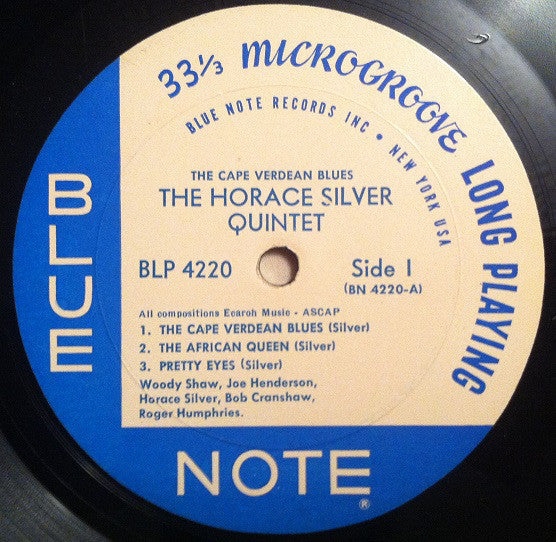 33⅓ MICROGROOVE LONG PLAYING
BLUE NOTE RECORDS INC • NEW YORK USA
THE CAPE VERDEAN BLUES
THE HORACE SILVER
QUINTET
BLP 4220
Side 1
(BN 4220-A)
All compositions Ecaroh Music - ASCAP
1. THE CAPE VERDEAN BLUES (Silver)
2. THE AFRICAN QUEEN (Silver)
3. PRETTY EYES (Silver)
Woody Shaw, Joe Henderson,
Horace Silver, Bob Cranshaw,
Roger Humphries.
BLUE
NOTE®